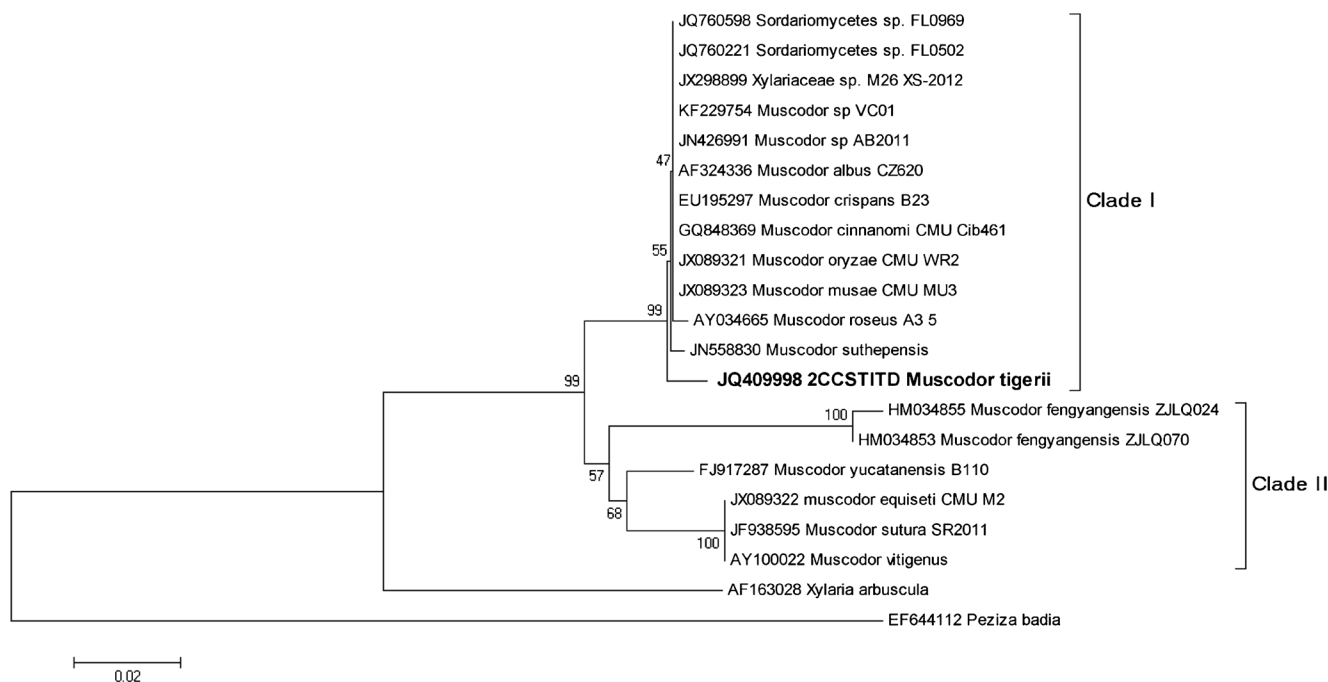 JQ760598 Sordariomycetes sp. FL0969
JQ760221 Sordariomycetes sp. FL0502
JX298899 Xylariaceae sp. M26 XS-2012
KF229754 Muscodor sp VC01
JN426991 Muscodor sp AB2011
47
AF324336 Muscodor albus CZ620
EU195297 Muscodor crispans B23
Clade I
GQ848369 Muscodor cinnanomi CMU Cib461
55
JX089321 Muscodor oryzae CMU WR2
JX089323 Muscodor musae CMU MU3
99
AY034665 Muscodor roseus A3 5
JN558830 Muscodor suthepensis
99
JQ409998 2CCSTITD Muscodor tigerii
100
HM034855 Muscodor fengyangensis ZJLQ024
HM034853 Muscodor fengyangensis ZJLQ070
57
FJ917287 Muscodor yucatanensis B110
Clade II
JX089322 muscodor equiseti CMU M2
68
JF938595 Muscodor sutura SR2011
100
AY100022 Muscodor vitigenus
AF163028 Xylaria arbuscula
EF644112 Peziza badia
0.02